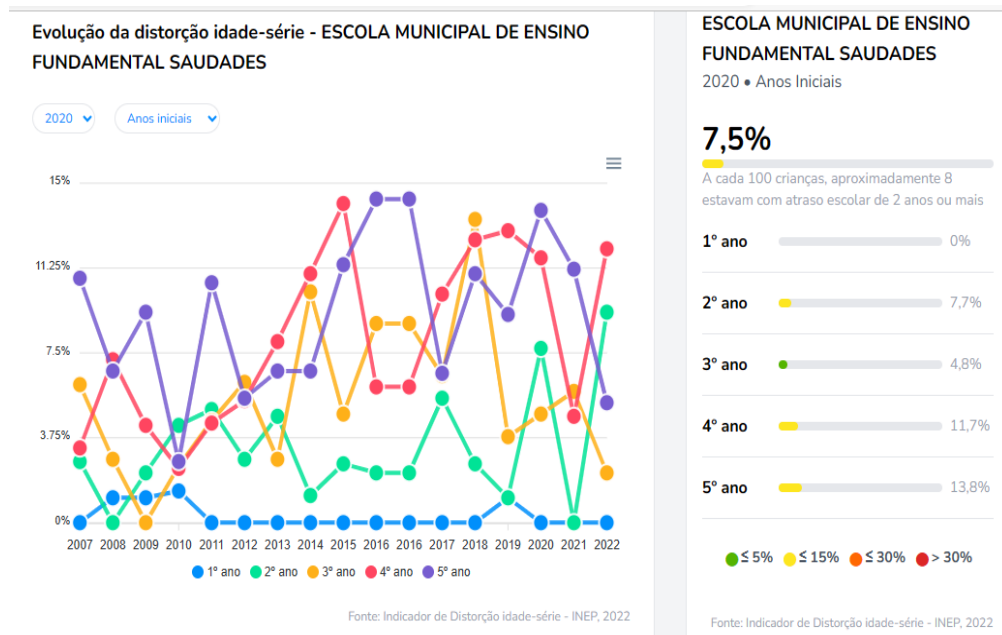 Evolução da distorção idade-série - ESCOLA MUNICIPAL DE ENSINO
FUNDAMENTAL SAUDADES
2020
Anos iniciais
15%
11.25%
7.5%
3.75%
0%
2007 2008 2009 2010 2011 2012 2013 2014 2015 2016 2016 2017 2018 2019 2020 2021 2022
1º ano 2º ano 3º ano 4º ano 5º ano
Fonte: Indicador de Distorção idade-série - INEP, 2022
ESCOLA MUNICIPAL DE ENSINO
FUNDAMENTAL SAUDADES
2020 • Anos Iniciais
7,5%
A cada 100 crianças, aproximadamente 8
estavam com atraso escolar de 2 anos ou mais
1º ano 0%
2º ano 7,7%
3º ano 4,8%
4º ano 11,7%
5º ano 13,8%
≤ 5% ≤ 15% ≤ 30% > 30%
Fonte: Indicador de Distorção idade-série - INEP, 2022